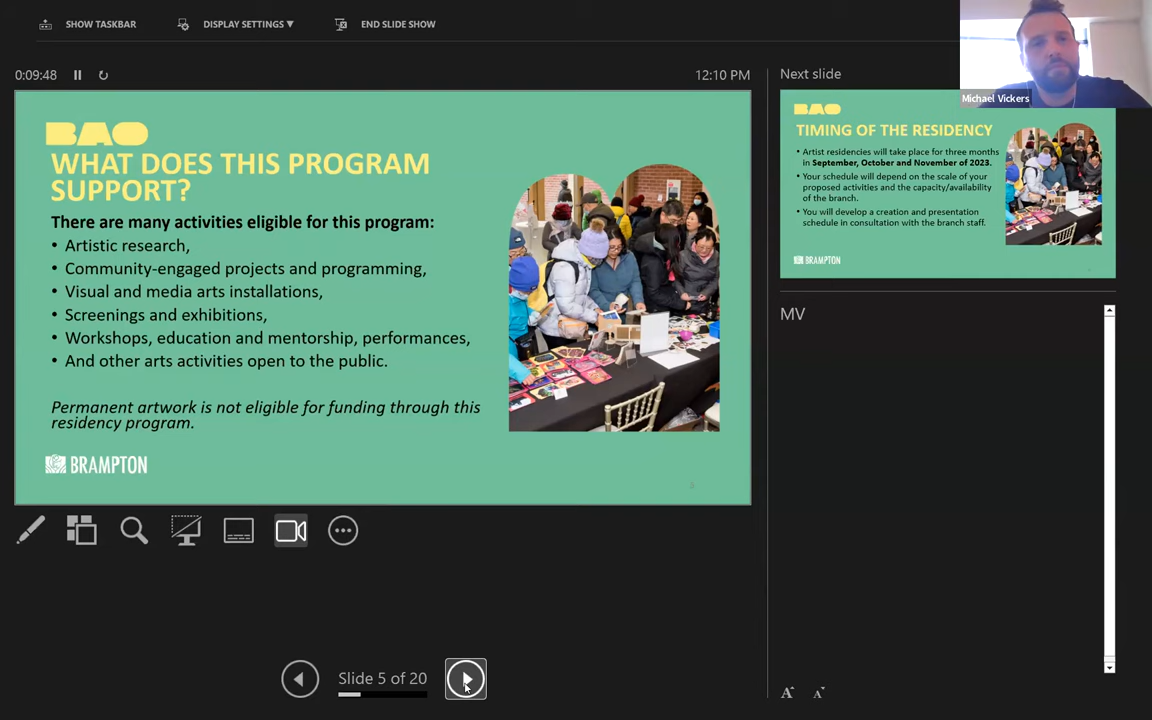 SHOW TASKBAR
DISPLAY SETTINGS ▼
END SLIDE SHOW
0:09:48
12:10 PM
BAO
WHAT DOES THIS PROGRAM
SUPPORT?
There are many activities eligible for this program:
• Artistic research,
• Community-engaged projects and programming,
• Visual and media arts installations,
• Screenings and exhibitions,
• Workshops, education and mentorship, performances,
• And other arts activities open to the public.
Permanent artwork is not eligible for funding through this
residency program.
BRAMPTON
Slide 5 of 20
Next slide
Michael Vickers
BAO
TIMING OF THE RESIDENCY
• Artist residencies will take place for three months
in September, October and November of 2023.
• Your schedule will depend on the scale of your
proposed activities and the capacity/availability
of the branch.
• You will develop a creation and presentation
schedule in consultation with the branch staff.
BRAMPTON
MV
A A